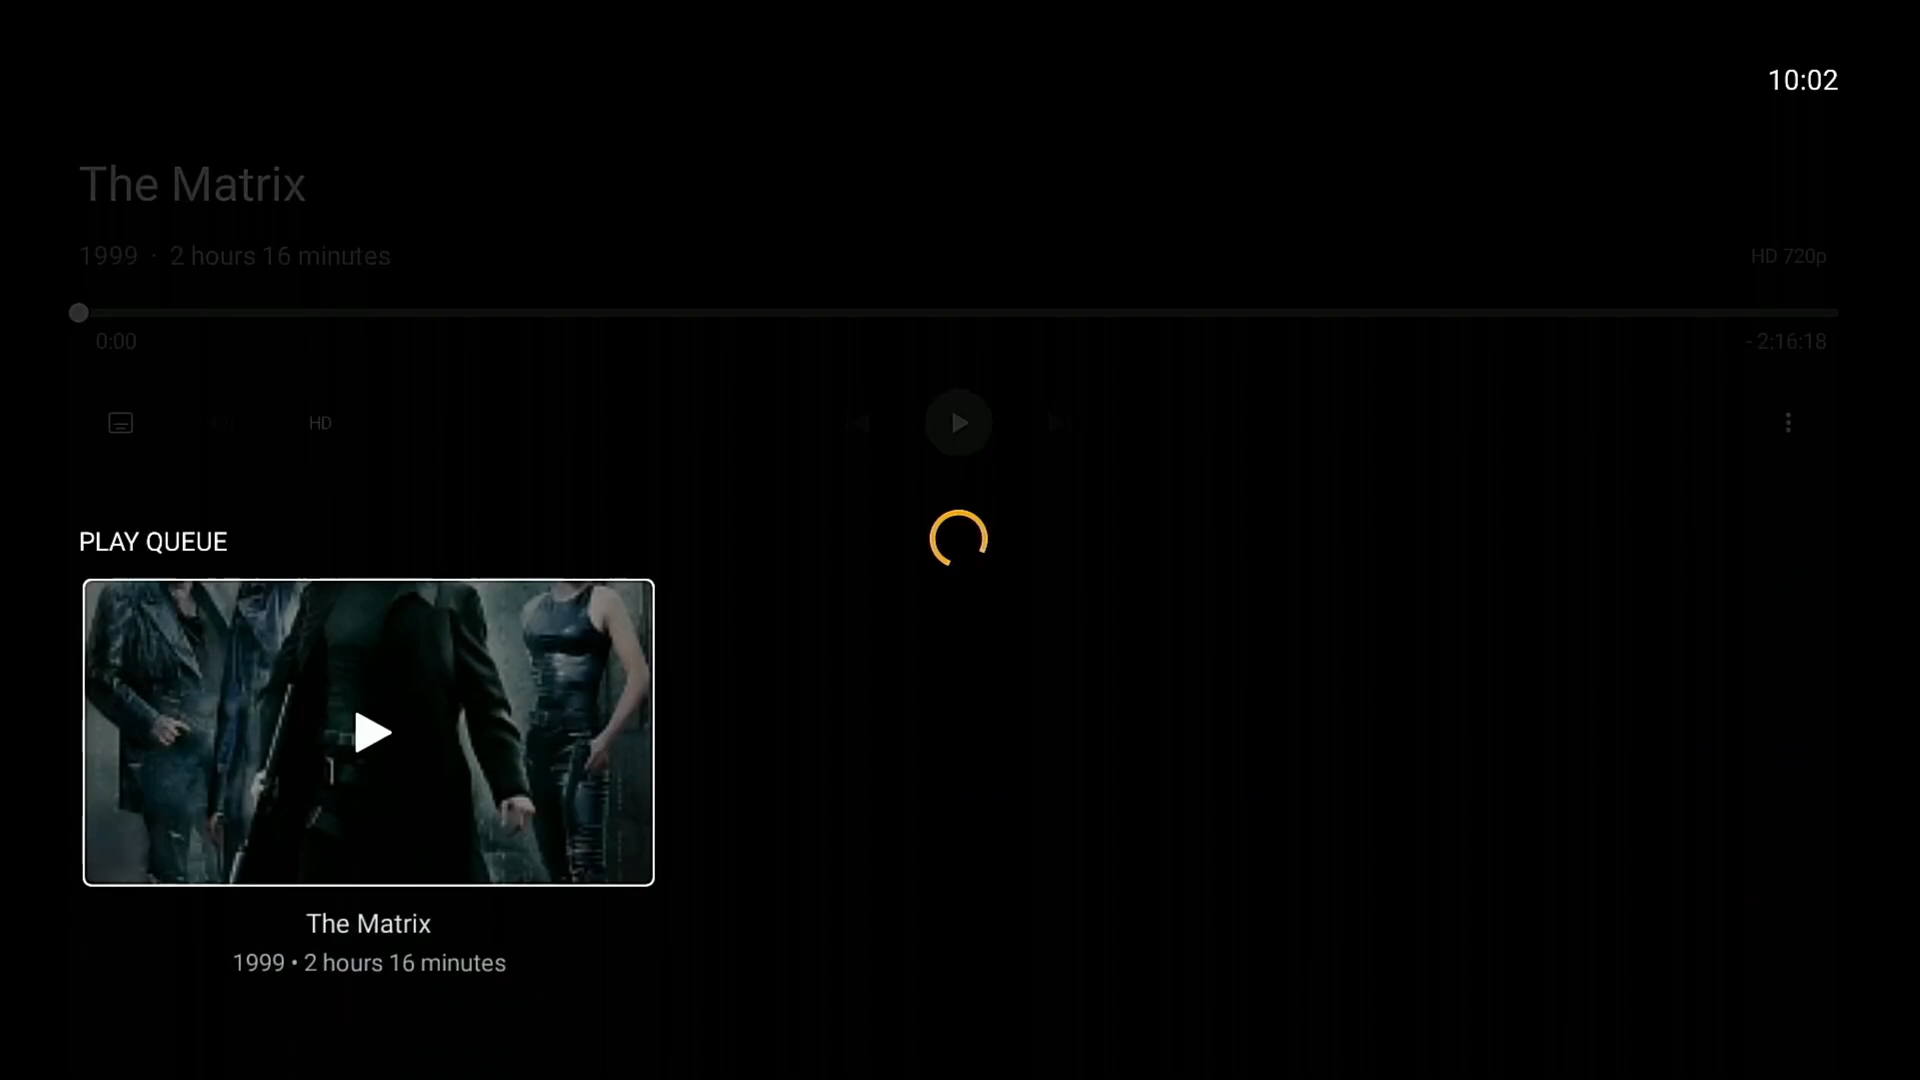 10:02
The Matrix
1999 · 2 hours 16 minutes
HD 720p
0:00
- 2:16:18
HD
PLAY QUEUE
The Matrix
1999 • 2 hours 16 minutes